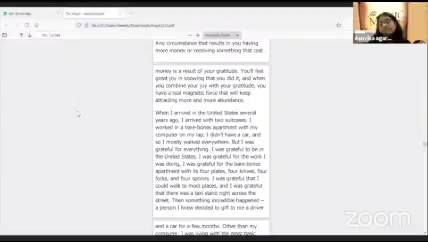 Any circumstance that results in you having
more money or receiving something that cost
money is a result of your gratitude. You'll feel
great joy in knowing that you did it, and when
you combine your joy with your gratitude, you
have a real magnetic force that will keep
attracting more and more abundance.
When I arrived in the United States several
years ago, I arrived with two suitcases. I
worked in a bare-bones apartment with my
computer on my lap. I didn't have a car, and
so I mostly walked everywhere. But I was
grateful for everything. I was grateful to be in
the United States, I was grateful for the work I
was doing, I was grateful for the bare-bones
apartment with its four plates, four knives, four
forks, and four spoons. I was grateful that I
could walk to most places, and I was grateful
that there was a taxi stand right across the
street. Then something incredible happened –
a person I knew decided to gift to me a driver
and a car for a few months. Other than my
computer, I was living with the most basic
zoom